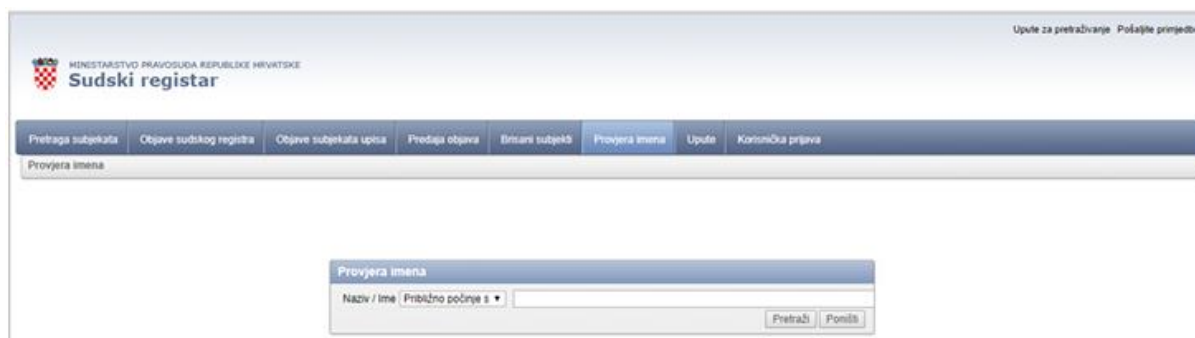 Upute za pretraživanje Pošaljite primjedbe
MINISTARSTVO PRAVOSUĐA REPUBLIKE HRVATSKE
Sudski registar
Pretraga subjekata Objave sudskog registra Objave subjekata upisa Predaja objava Brisani subjekti Provjera imena Upute Korisnička prijava
Provjera imena
Provjera imena
Naziv / Ime Približno počinje s
Pretraži Poništi